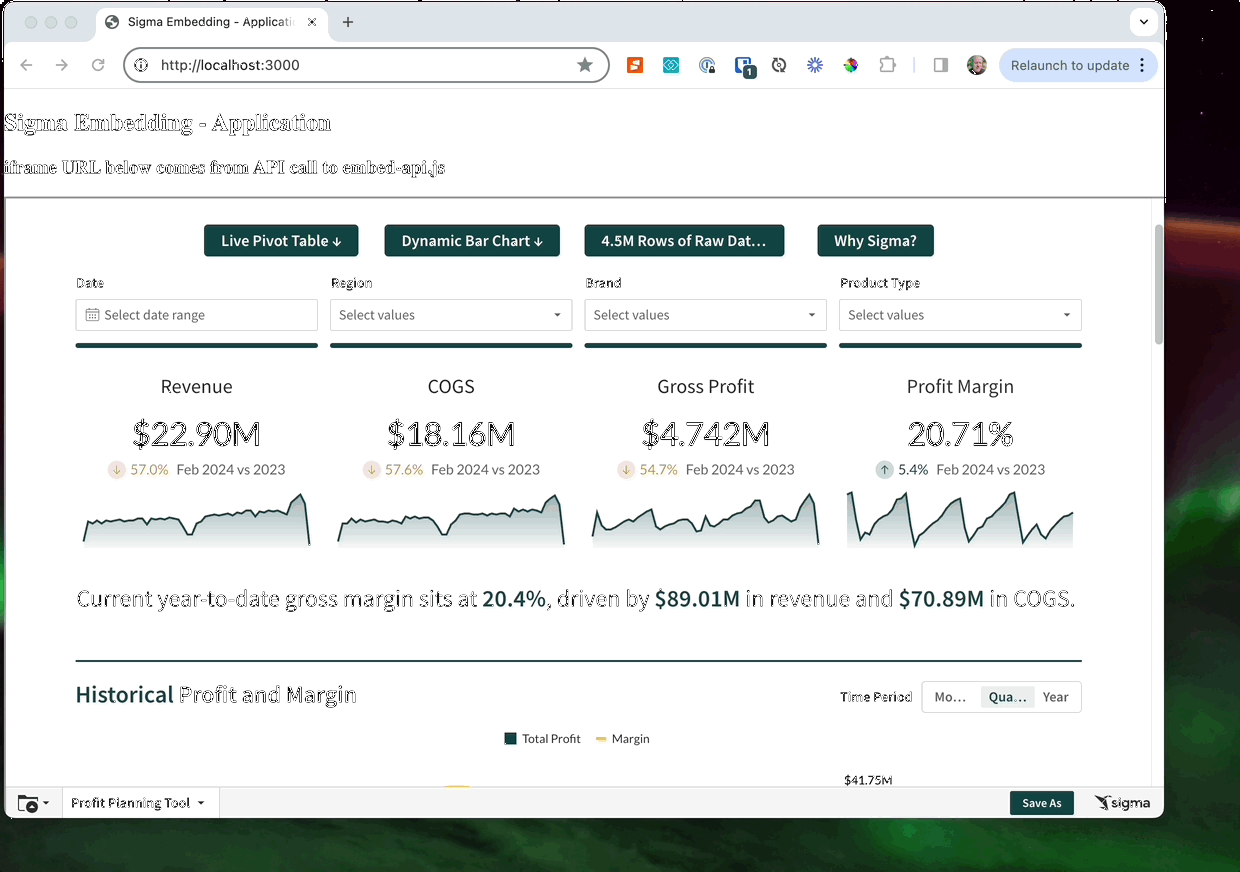 Sigma Embedding - Applicati
http://localhost:3000
1
Relaunch to update
Sigma Embedding - Application
iframe URL below comes from API call to embed-api.js
Live Pivot Table ↓ Dynamic Bar Chart ↓ 4.5M Rows of Raw Dat... Why Sigma?
Date Region Brand Product Type
Select date range Select values Select values Select values
Revenue COGS Gross Profit Profit Margin
$22.90M $18.16M $4.742M 20.71%
↓ 57.0% Feb 2024 vs 2023 ↓ 57.6% Feb 2024 vs 2023 ↓ 54.7% Feb 2024 vs 2023 ↑ 5.4% Feb 2024 vs 2023
Current year-to-date gross margin sits at 20.4%, driven by $89.01M in revenue and $70.89M in COGS.
Historical Profit and Margin Time Period Mo... Qua... Year
Total Profit Margin
$41.75M
Profit Planning Tool Save As sigma